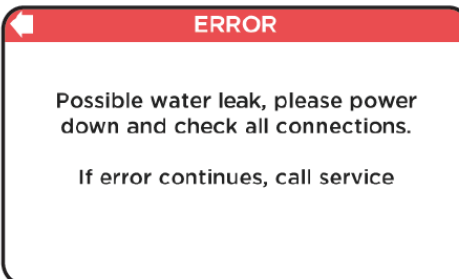 ERROR
Possible water leak, please power
down and check all connections.
If error continues, call service